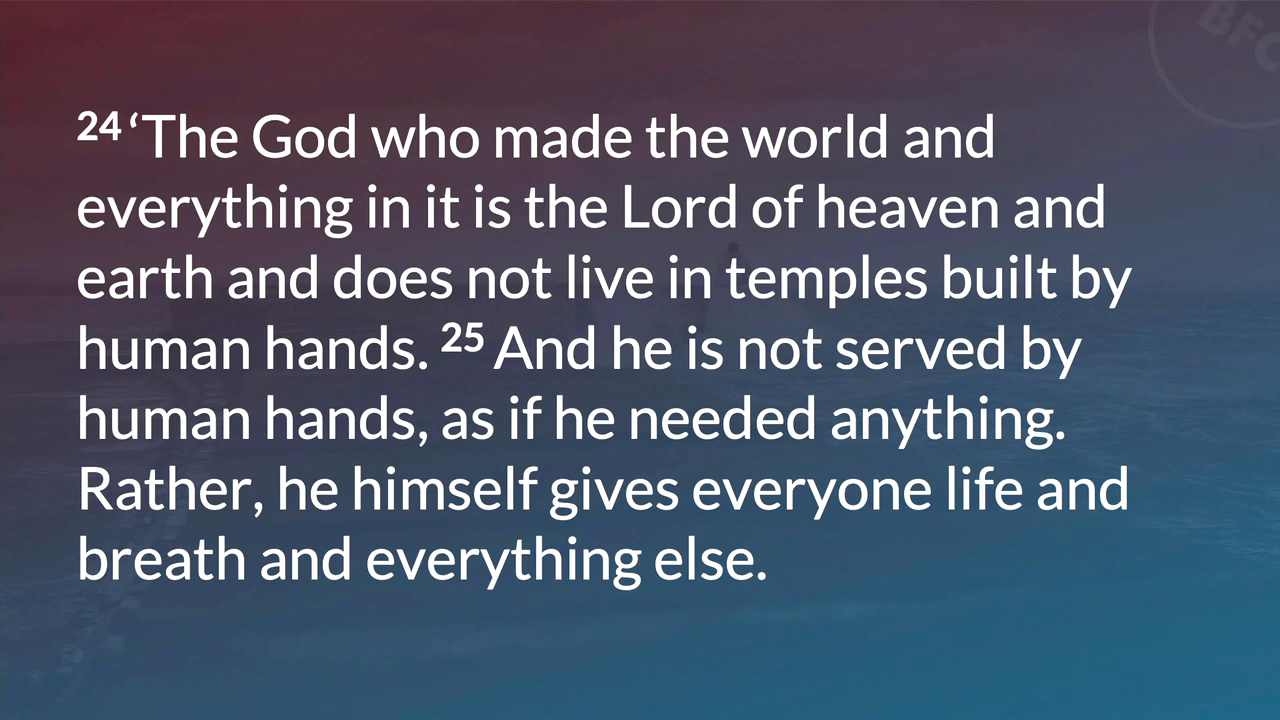 BFC
24 ‘The God who made the world and
everything in it is the Lord of heaven and
earth and does not live in temples built by
human hands. 25 And he is not served by
human hands, as if he needed anything.
Rather, he himself gives everyone life and
breath and everything else.